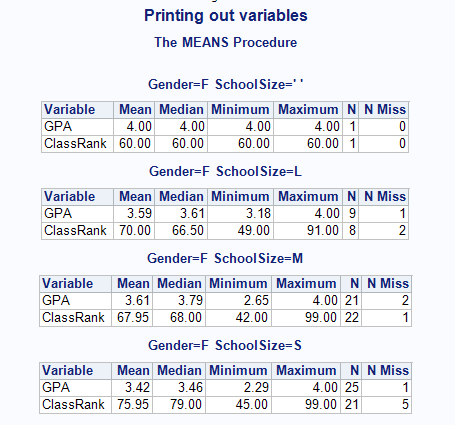 Printing out variables
The MEANS Procedure
Gender=F SchoolSize=' '
Variable Mean Median Minimum Maximum N N Miss
GPA 4.00 4.00 4.00 4.00 1 0
ClassRank 60.00 60.00 60.00 60.00 1 0
Gender=F SchoolSize=L
Variable Mean Median Minimum Maximum N N Miss
GPA 3.59 3.61 3.18 4.00 9 1
ClassRank 70.00 66.50 49.00 91.00 8 2
Gender=F SchoolSize=M
Variable Mean Median Minimum Maximum N N Miss
GPA 3.61 3.79 2.65 4.00 21 2
ClassRank 67.95 68.00 42.00 99.00 22 1
Gender=F SchoolSize=S
Variable Mean Median Minimum Maximum N N Miss
GPA 3.42 3.46 2.29 4.00 25 1
ClassRank 75.95 79.00 45.00 99.00 21 5